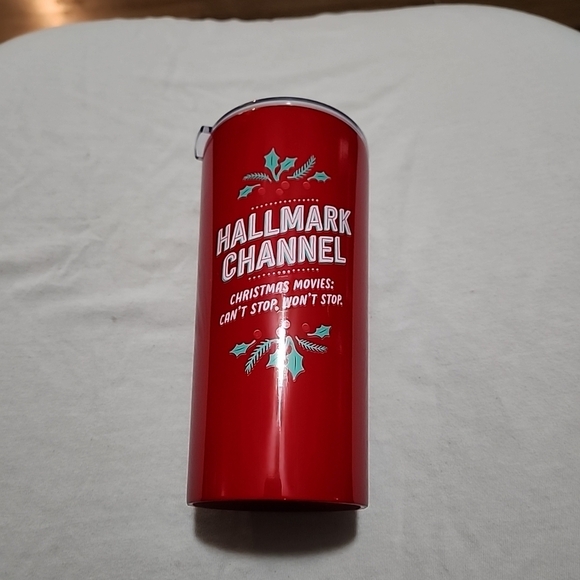 HALLMARK
CHANNEL
CHRISTMAS MOVIES:
CAN'T STOP. WON'T STOP.